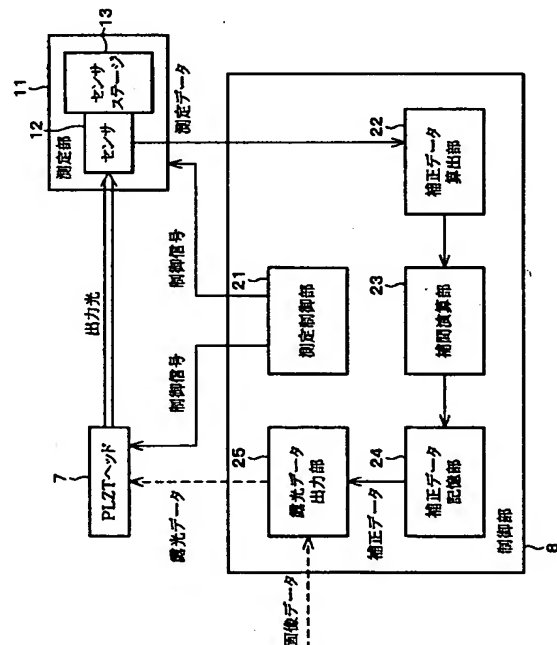 7
PLZTヘッド
出力光
11
測定部
12
センサ
13
センサ
ステージ
測定データ
制御信号
制御信号
露光データ
21
測定制御部
22
補正データ
算出部
23
補間演算部
24
補正データ
記憶部
25
露光データ
出力部
補正データ
画像データ
制御部
8